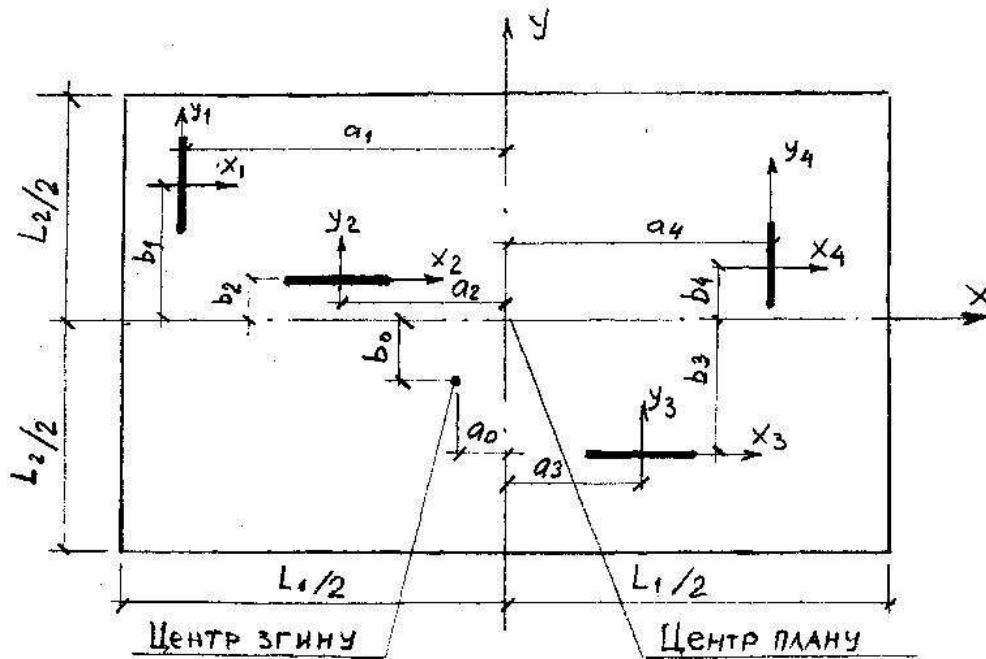 y
y₁
a₁
x₁
L₂/2
b₁
y₄
a₄
x₄
y₂
x₂
b₂
a₂
b₄
x
b₀
b₃
y₃
L₂/2
a₀
x₃
a₃
L₁/2
L₁/2
Центр згину
Центр плану